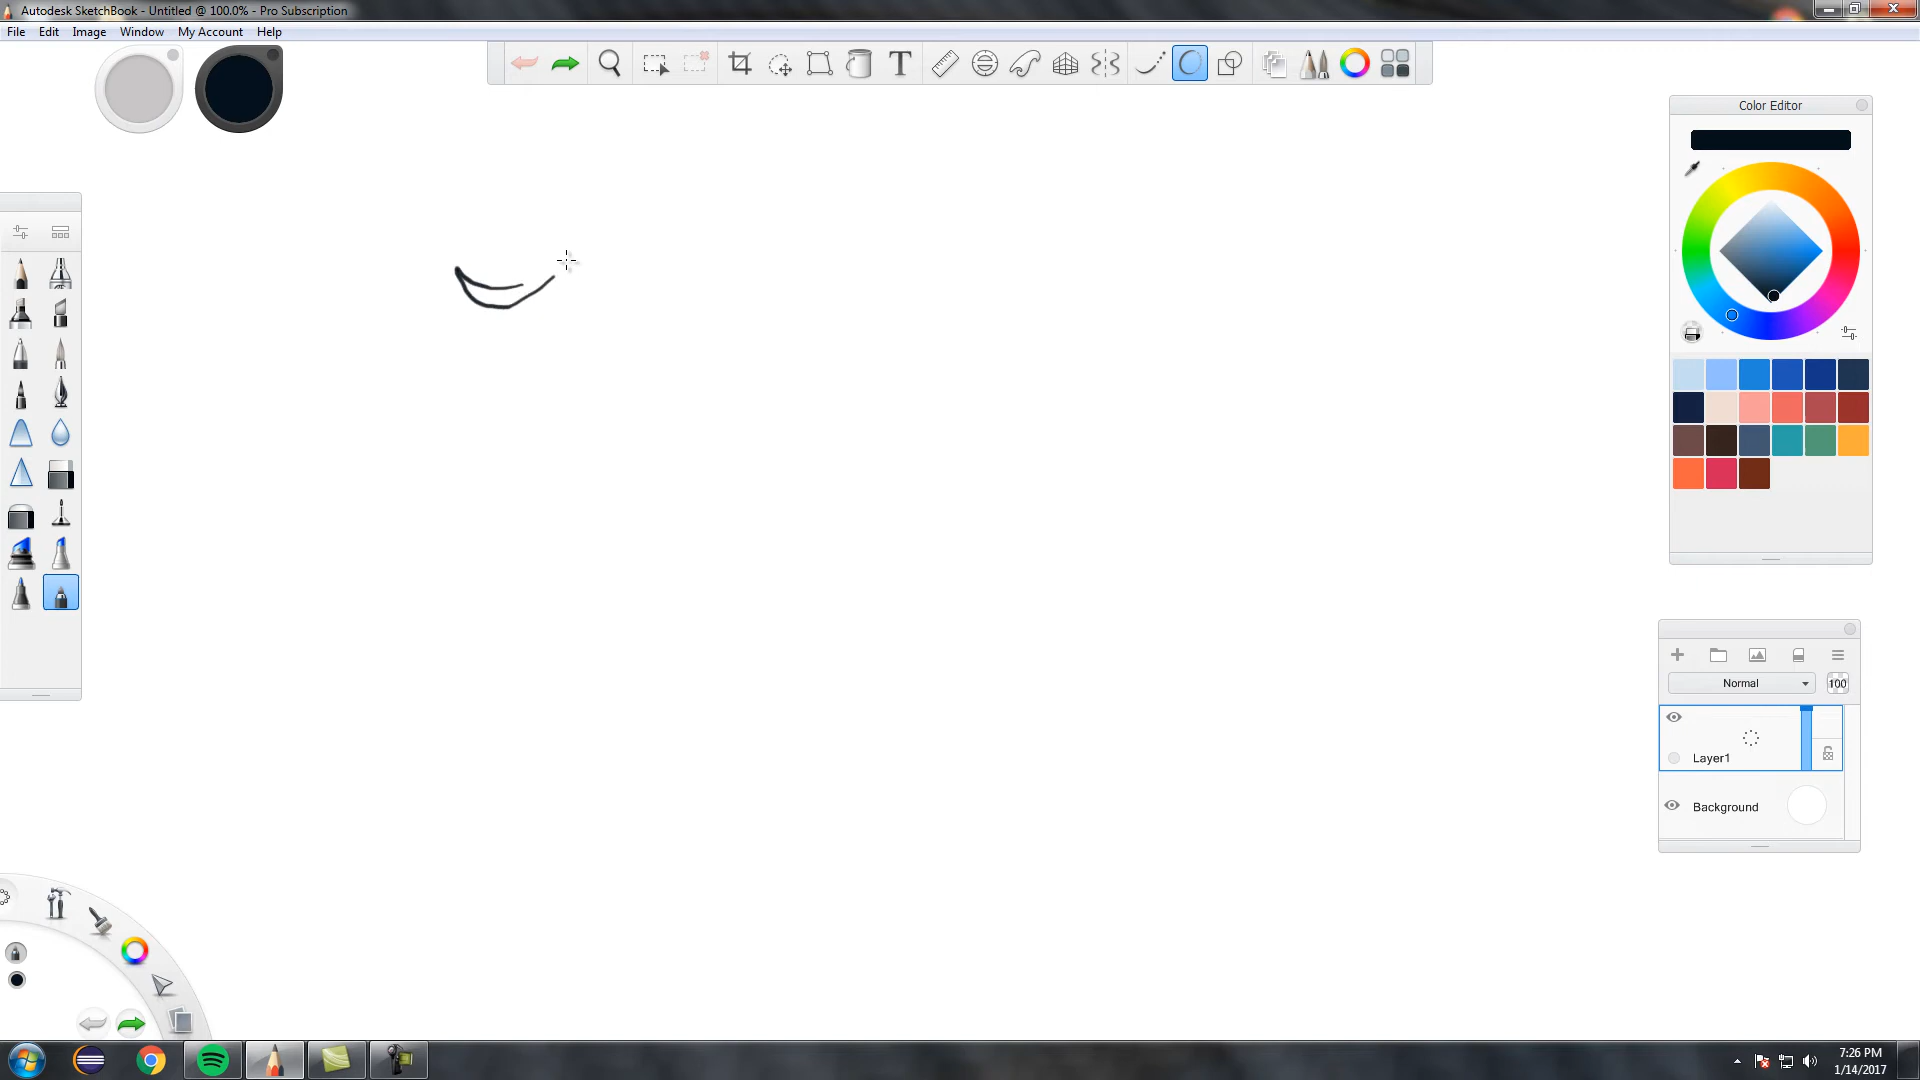 Autodesk SketchBook - Untitled @ 100.0% - Pro Subscription
File Edit Image Window My Account Help
T
Color Editor
Normal 100
Layer1
Background
7:26 PM
1/14/2017